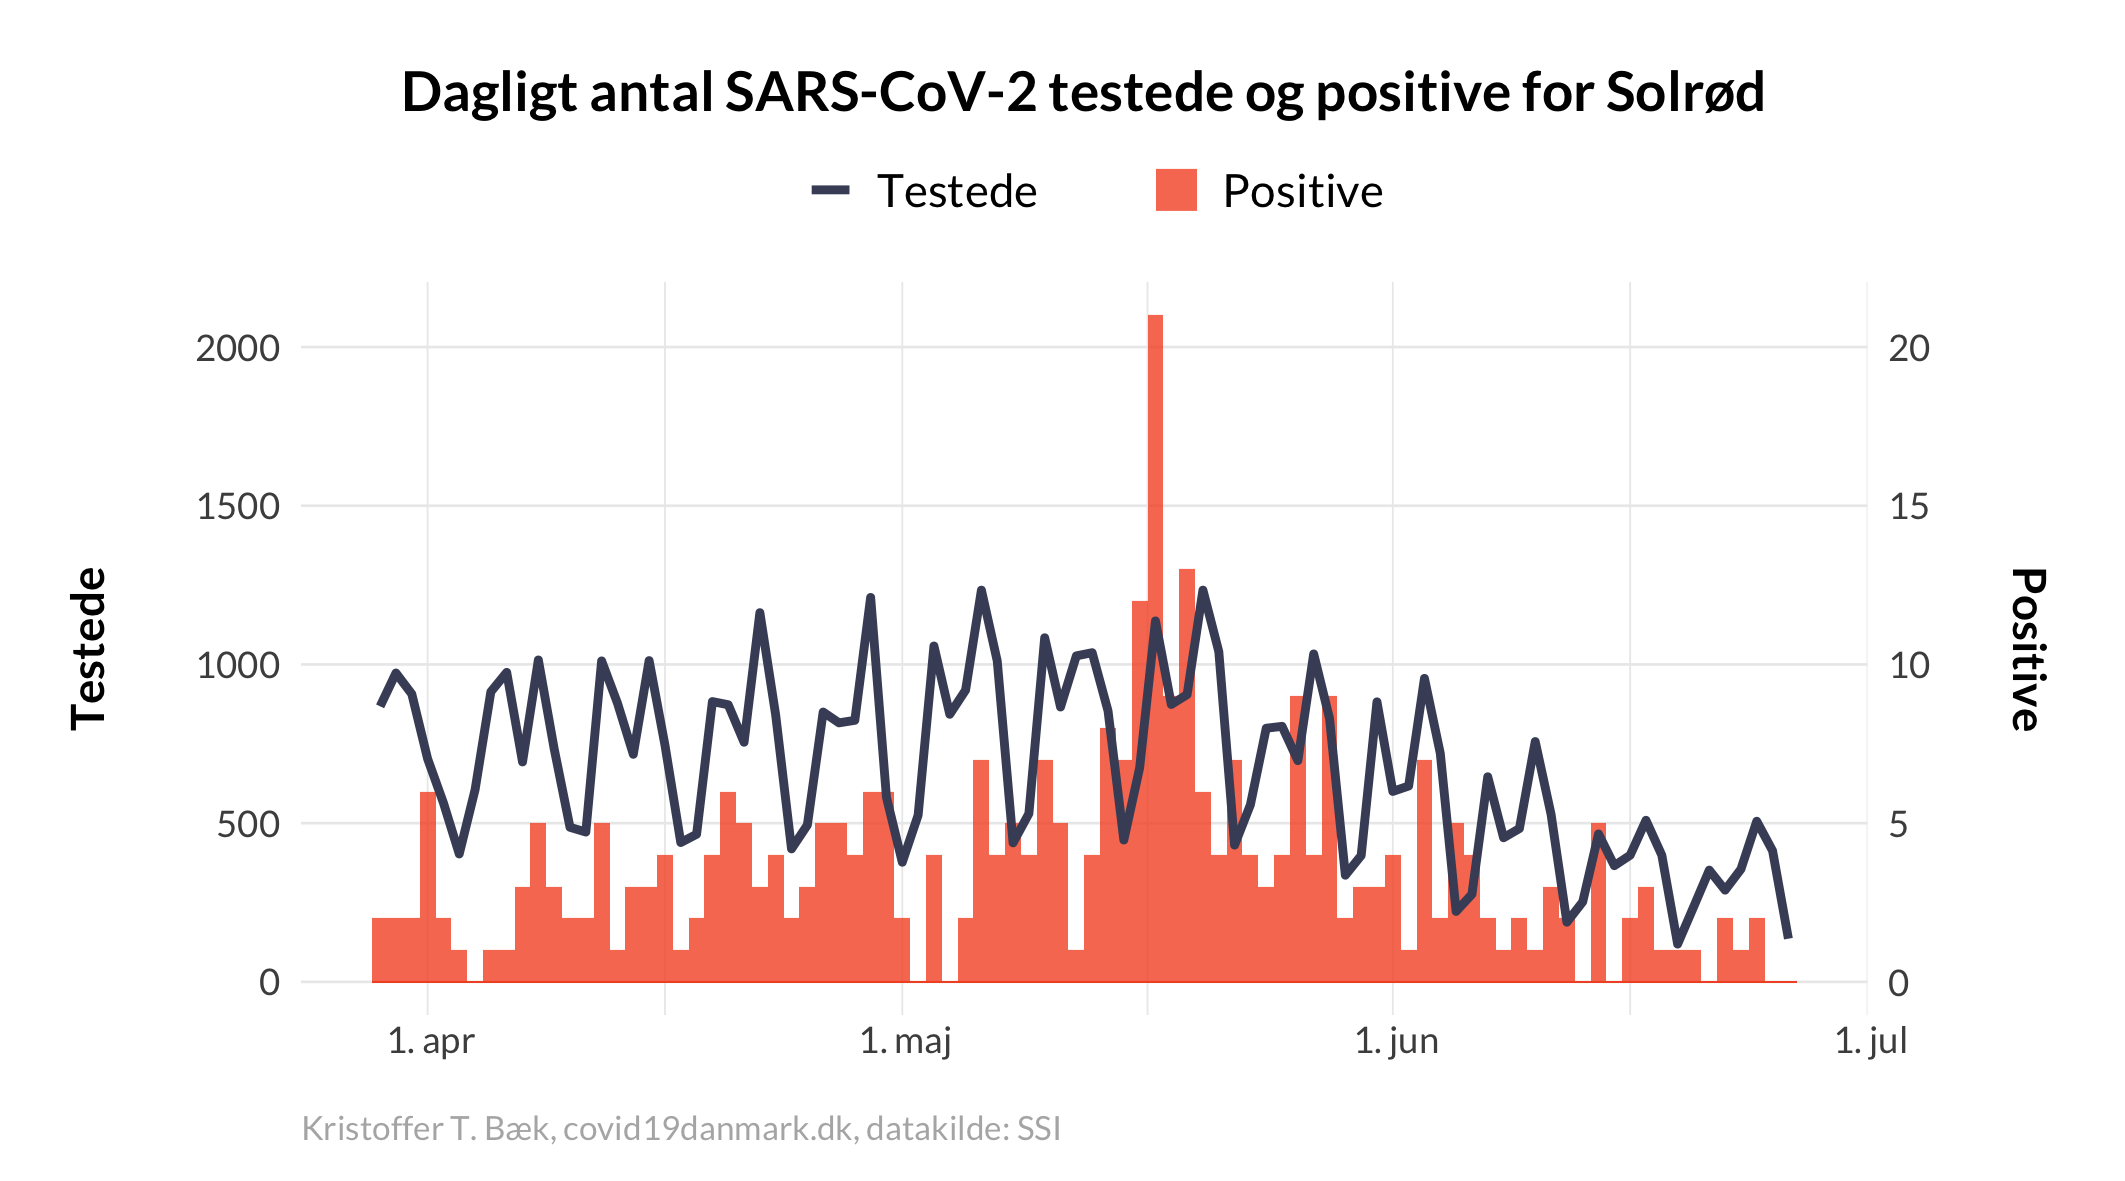 Dagligt antal SARS-CoV-2 testede og positive for Solrød
Testede Positive
2000 20
1500 15
1000 10
500 5
0 0
Testede
Positive
1. apr 1. maj 1. jun 1. jul
Kristoffer T. Bæk, covid19danmark.dk, datakilde: SSI